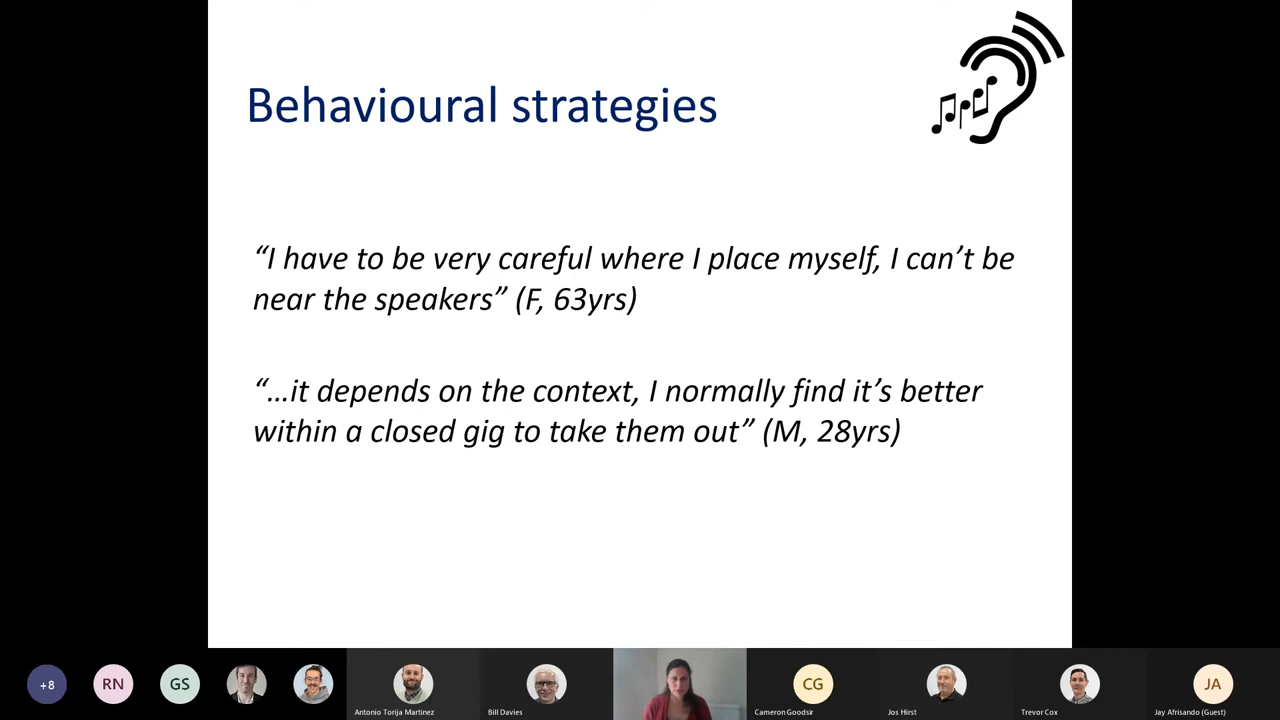 Behavioural strategies
“I have to be very careful where I place myself, I can’t be
near the speakers” (F, 63yrs)
“…it depends on the context, I normally find it’s better
within a closed gig to take them out” (M, 28yrs)
+8
RN
GS
Antonio Torija Martinez
Bill Davies
CG
Cameron Goodsir
Jos Hirst
Trevor Cox
JA
Jay Afrisando (Guest)